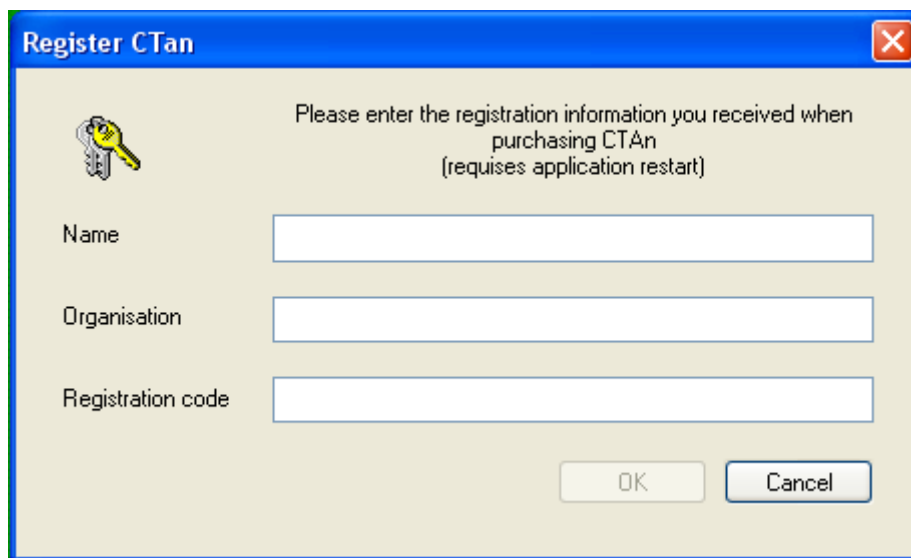 Register CTan
Please enter the registration information you received when
purchasing CTAn
(requises application restart)
Name
Organisation
Registration code
OK
Cancel